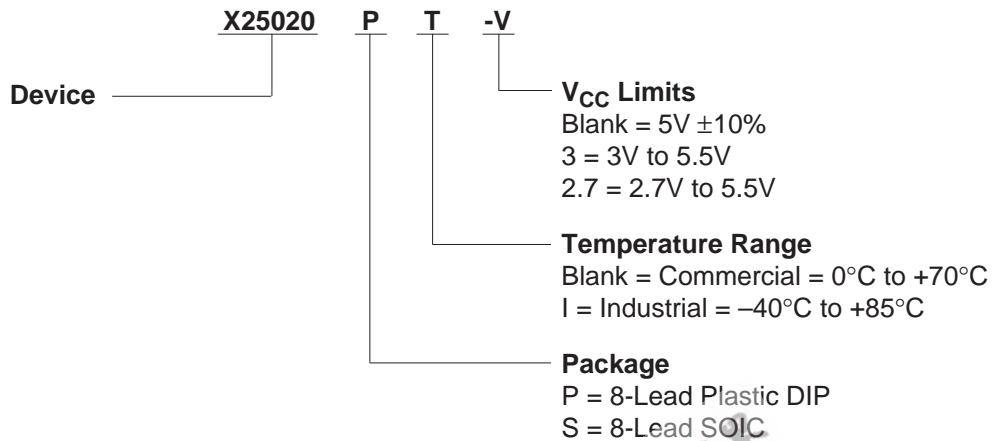 X25020 P T -V
Device
VCC Limits
Blank = 5V ±10%
3 = 3V to 5.5V
2.7 = 2.7V to 5.5V
Temperature Range
Blank = Commercial = 0°C to +70°C
I = Industrial = –40°C to +85°C
Package
P = 8-Lead Plastic DIP
S = 8-Lead SOIC